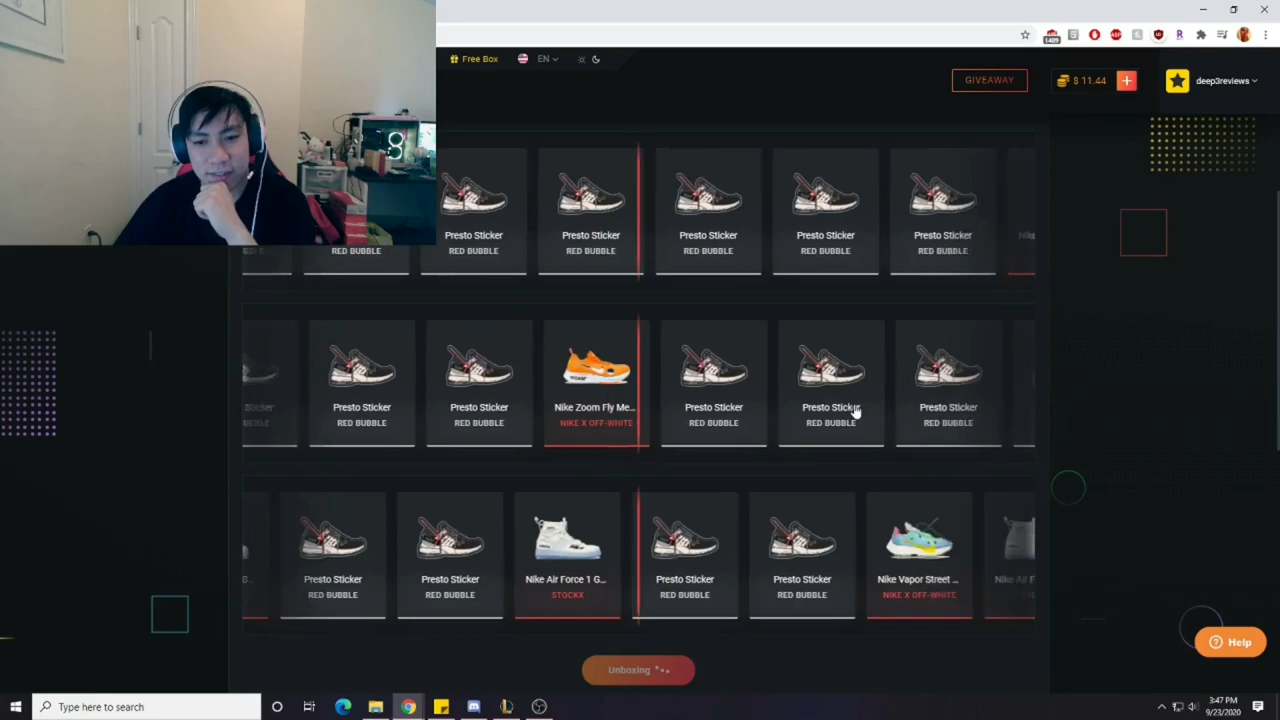 1409
Free Box
EN
GIVEAWAY
$ 11.44
deep3reviews
Presto Sticker
Presto Sticker
Presto Sticker
Presto Sticker
Presto Sticker
RED BUBBLE
RED BUBBLE
RED BUBBLE
RED BUBBLE
RED BUBBLE
RED BUBBLE
Sticker
Presto Sticker
Presto Sticker
Nike Zoom Fly Me...
Presto Sticker
Presto Sticker
Presto Sticker
RED BUBBLE
RED BUBBLE
NIKE X OFF-WHITE
RED BUBBLE
RED BUBBLE
RED BUBBLE
Presto Sticker
Presto Sticker
Nike Air Force 1 G...
Presto Sticker
Presto Sticker
Nike Vapor Street ...
RED BUBBLE
RED BUBBLE
STOCKX
RED BUBBLE
RED BUBBLE
NIKE X OFF-WHITE
Unboxing
Help
Type here to search
3:47 PM
9/23/2020